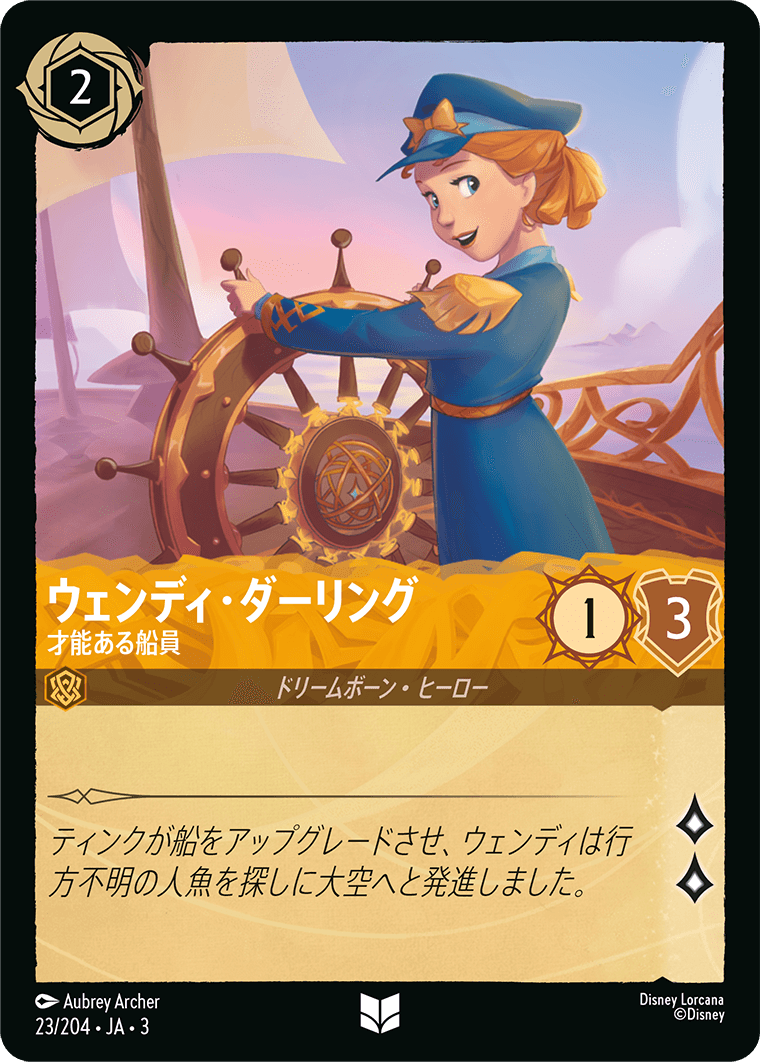 2
ウェンディ・ダーリング
才能ある船員
1
3
ドリームボーン・ヒーロー
ティンクが船をアップグレードさせ、ウェンディは行
方不明の人魚を探しに大空へと発進しました。
Aubrey Archer
23/204・JA・3
Disney Lorcana
©Disney